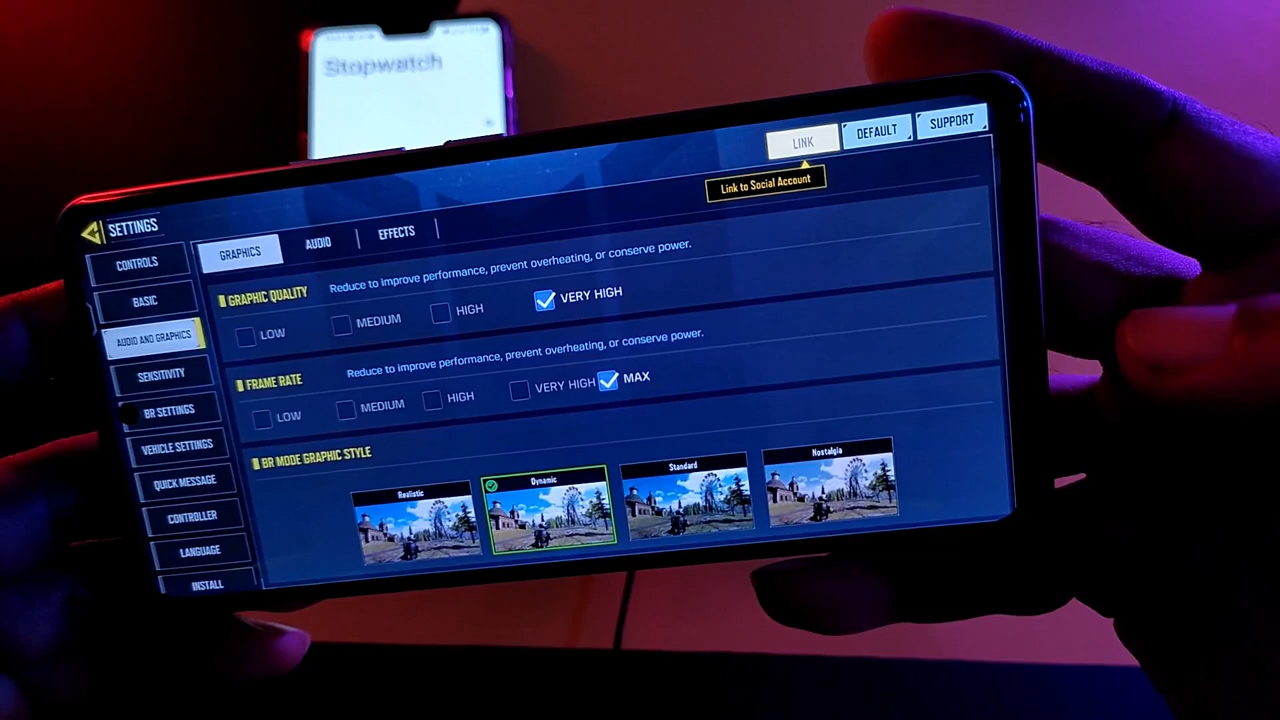 Stopwatch
LINK
DEFAULT
SUPPORT
Link to Social Account
SETTINGS
CONTROLS
BASIC
AUDIO AND GRAPHICS
SENSITIVITY
BR SETTINGS
VEHICLE SETTINGS
QUICK MESSAGE
CONTROLLER
LANGUAGE
INSTALL
GRAPHICS
AUDIO
EFFECTS
GRAPHIC QUALITY
Reduce to improve performance, prevent overheating, or conserve power.
LOW
MEDIUM
HIGH
VERY HIGH
FRAME RATE
Reduce to improve performance, prevent overheating, or conserve power.
LOW
MEDIUM
HIGH
VERY HIGH
MAX
BR MODE GRAPHIC STYLE
Realistic
Dynamic
Standard
Nostalgia